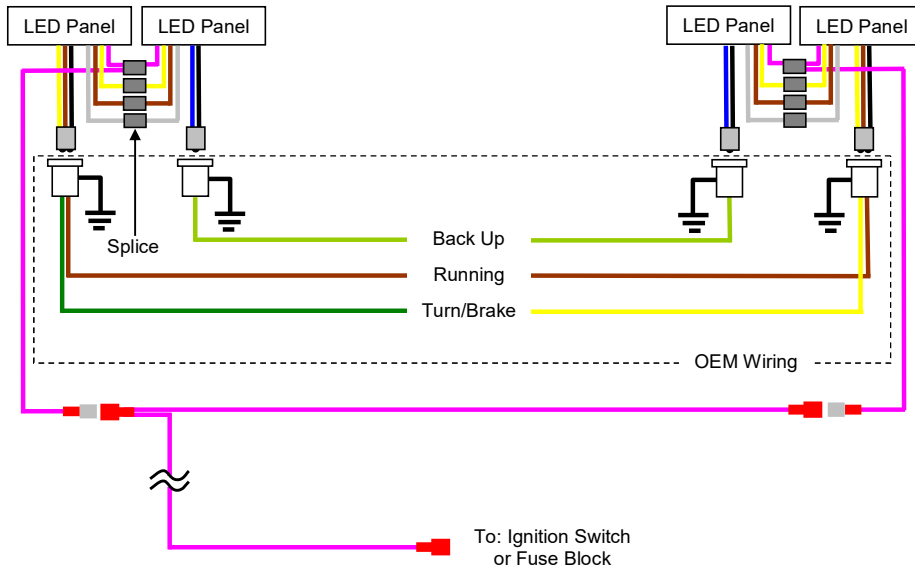 LED Panel
LED Panel
LED Panel
LED Panel
Splice
Back Up
Running
Turn/Brake
OEM Wiring
To: Ignition Switch
or Fuse Block